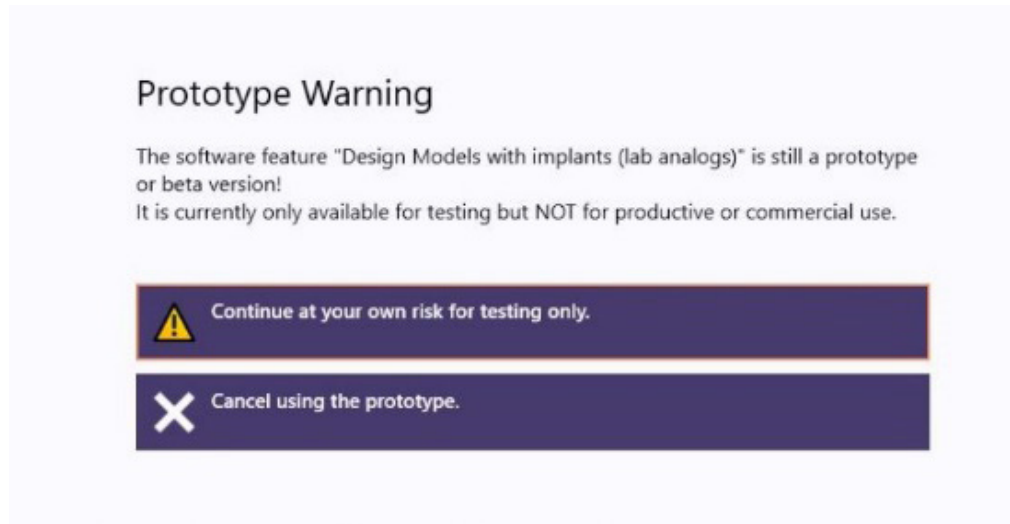 Prototype Warning
The software feature "Design Models with implants (lab analogs)" is still a prototype
or beta version!
It is currently only available for testing but NOT for productive or commercial use.
Continue at your own risk for testing only.
Cancel using the prototype.